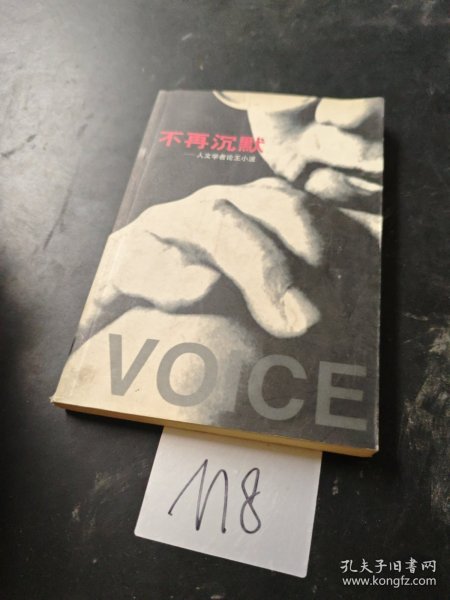 不再沉默
——人文学者论王小波
VOICE
118
孔夫子旧书网
www.kongfz.com